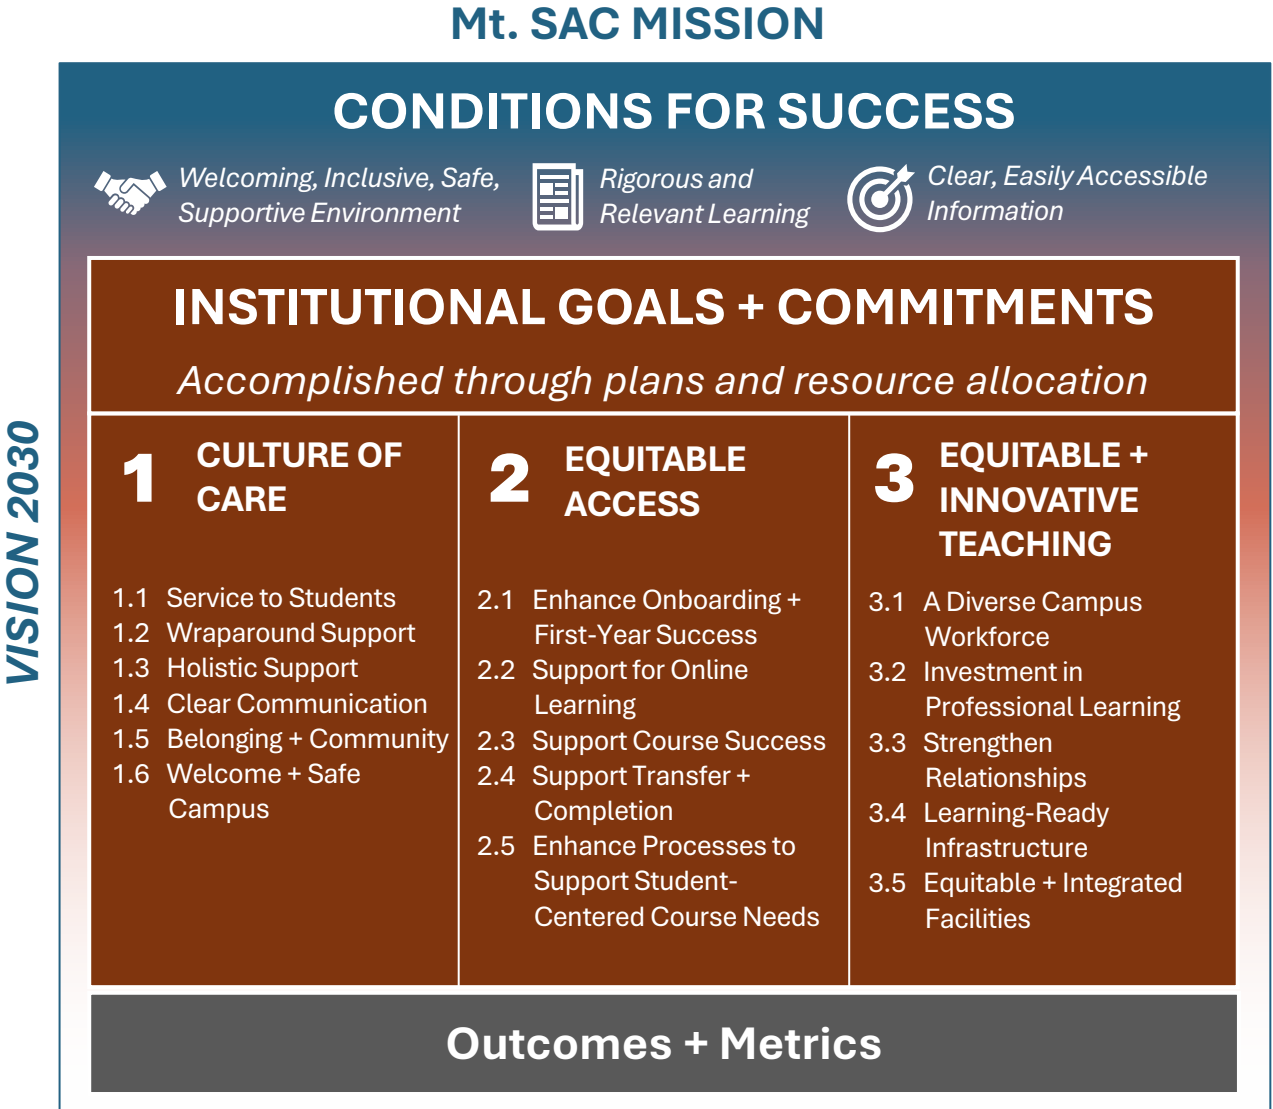 Mt. SAC MISSION
VISION 2030
CONDITIONS FOR SUCCESS
Welcoming, Inclusive, Safe,
Supportive Environment
Rigorous and
Relevant Learning
Clear, Easily Accessible
Information
INSTITUTIONAL GOALS + COMMITMENTS
Accomplished through plans and resource allocation
1 CULTURE OF
CARE
1.1 Service to Students
1.2 Wraparound Support
1.3 Holistic Support
1.4 Clear Communication
1.5 Belonging + Community
1.6 Welcome + Safe
Campus
2 EQUITABLE
ACCESS
2.1 Enhance Onboarding +
First-Year Success
2.2 Support for Online
Learning
2.3 Support Course Success
2.4 Support Transfer +
Completion
2.5 Enhance Processes to
Support Student-
Centered Course Needs
3 EQUITABLE +
INNOVATIVE
TEACHING
3.1 A Diverse Campus
Workforce
3.2 Investment in
Professional Learning
3.3 Strengthen
Relationships
3.4 Learning-Ready
Infrastructure
3.5 Equitable + Integrated
Facilities
Outcomes + Metrics